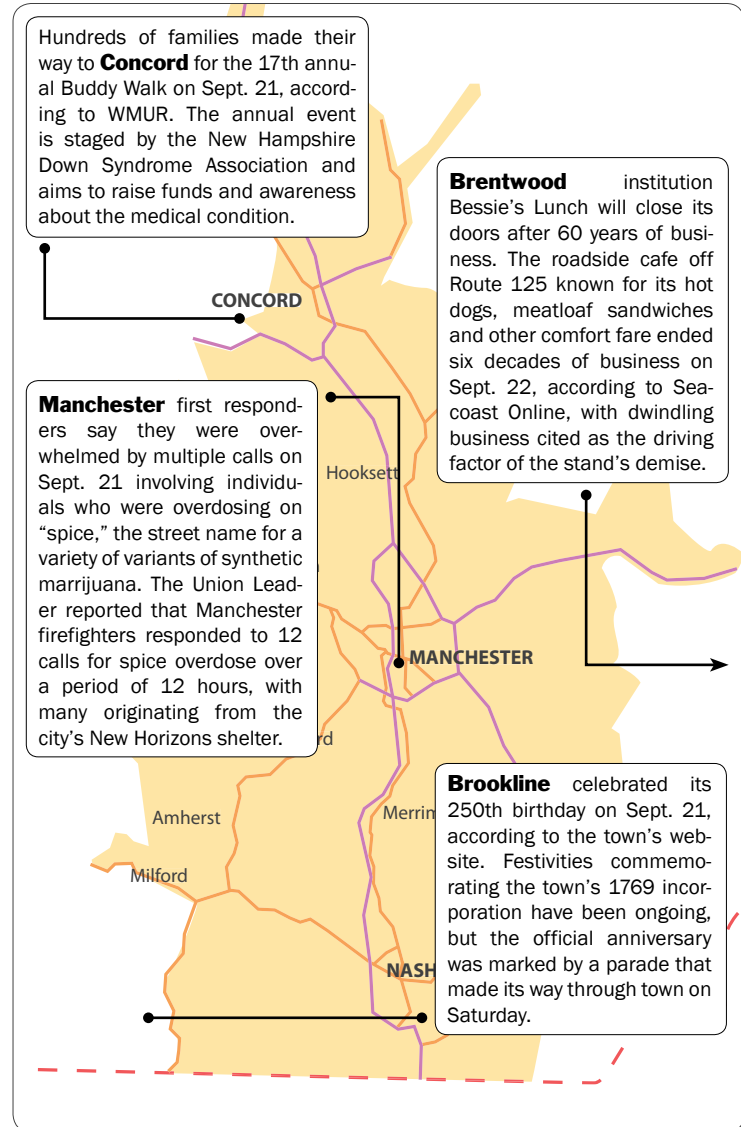 Hundreds of families made their
way to Concord for the 17th annu-
al Buddy Walk on Sept. 21, accord-
ing to WMUR. The annual event
is staged by the New Hampshire
Down Syndrome Association and
aims to raise funds and awareness
about the medical condition.
Brentwood institution
Bessie's Lunch will close its
doors after 60 years of busi-
ness. The roadside cafe off
Route 125 known for its hot
dogs, meatloaf sandwiches
and other comfort fare ended
six decades of business on
Sept. 22, according to Sea-
coast Online, with dwindling
business cited as the driving
factor of the stand's demise.
CONCORD
Manchester first respond-
ers say they were over-
whelmed by multiple calls on
Sept. 21 involving individu-
als who were overdosing on
“spice,” the street name for a
variety of variants of synthetic
marrijuana. The Union Lead-
er reported that Manchester
firefighters responded to 12
calls for spice overdose over
a period of 12 hours, with
many originating from the
city's New Horizons shelter.
Hooksett
MANCHESTER
rd
Amherst
Merrim
Milford
NASH
Brookline celebrated its
250th birthday on Sept. 21,
according to the town's web-
site. Festivities commemo-
rating the town's 1769 incor-
poration have been ongoing,
but the official anniversary
was marked by a parade that
made its way through town on
Saturday.